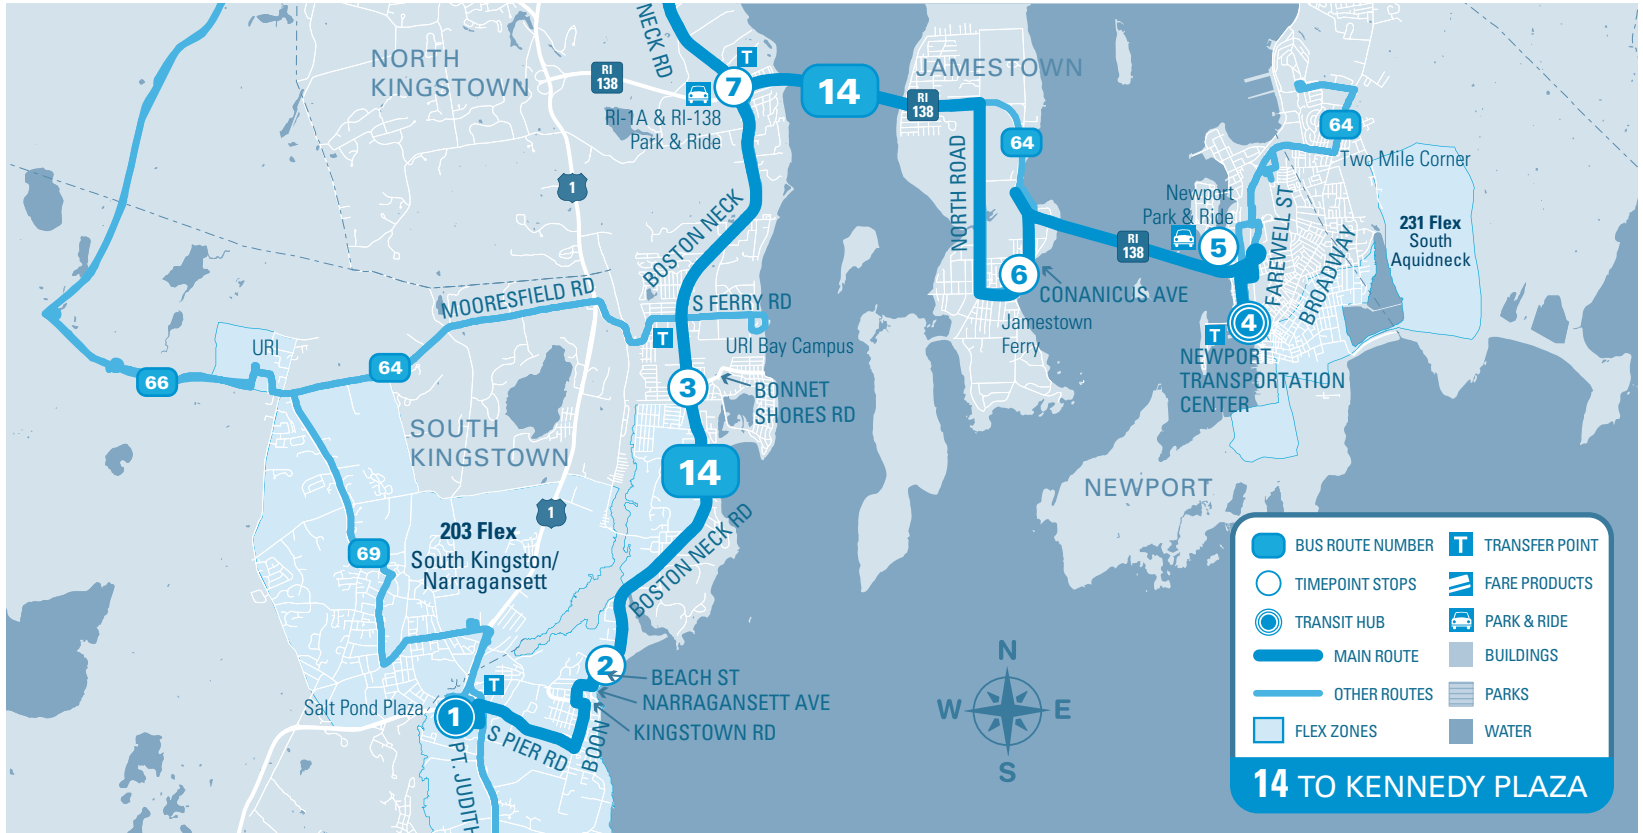 NORTH
KINGSTOWN
RI
138
NECK RD
T
7
RI-1A & RI-138
Park & Ride
14
JAMESTOWN
RI
138
64
NORTH ROAD
64
Two Mile Corner
Newport
Park & Ride
5
RI
138
FAREWELL ST
BROADWAY
231 Flex
South
Aquidneck
1
BOSTON NECK
MOORESFIELD RD
S FERRY RD
T
URI Bay Campus
6
CONANICUS AVE
Jamestown
Ferry
4
T
NEWPORT
TRANSPORTATION
CENTER
URI
66
64
3
BONNET
SHORES RD
SOUTH
KINGSTOWN
14
NEWPORT
1
203 Flex
South Kingston/
Narragansett
69
BOSTON NECK RD
2
BEACH ST
NARRAGANSETT AVE
KINGSTOWN RD
T
Salt Pond Plaza
1
S PIER RD
BOON
PT. JUDITH
N
W
E
S
BUS ROUTE NUMBER
T
TRANSFER POINT
TIMEPOINT STOPS
FARE PRODUCTS
TRANSIT HUB
PARK & RIDE
MAIN ROUTE
BUILDINGS
OTHER ROUTES
PARKS
FLEX ZONES
WATER
14 TO KENNEDY PLAZA